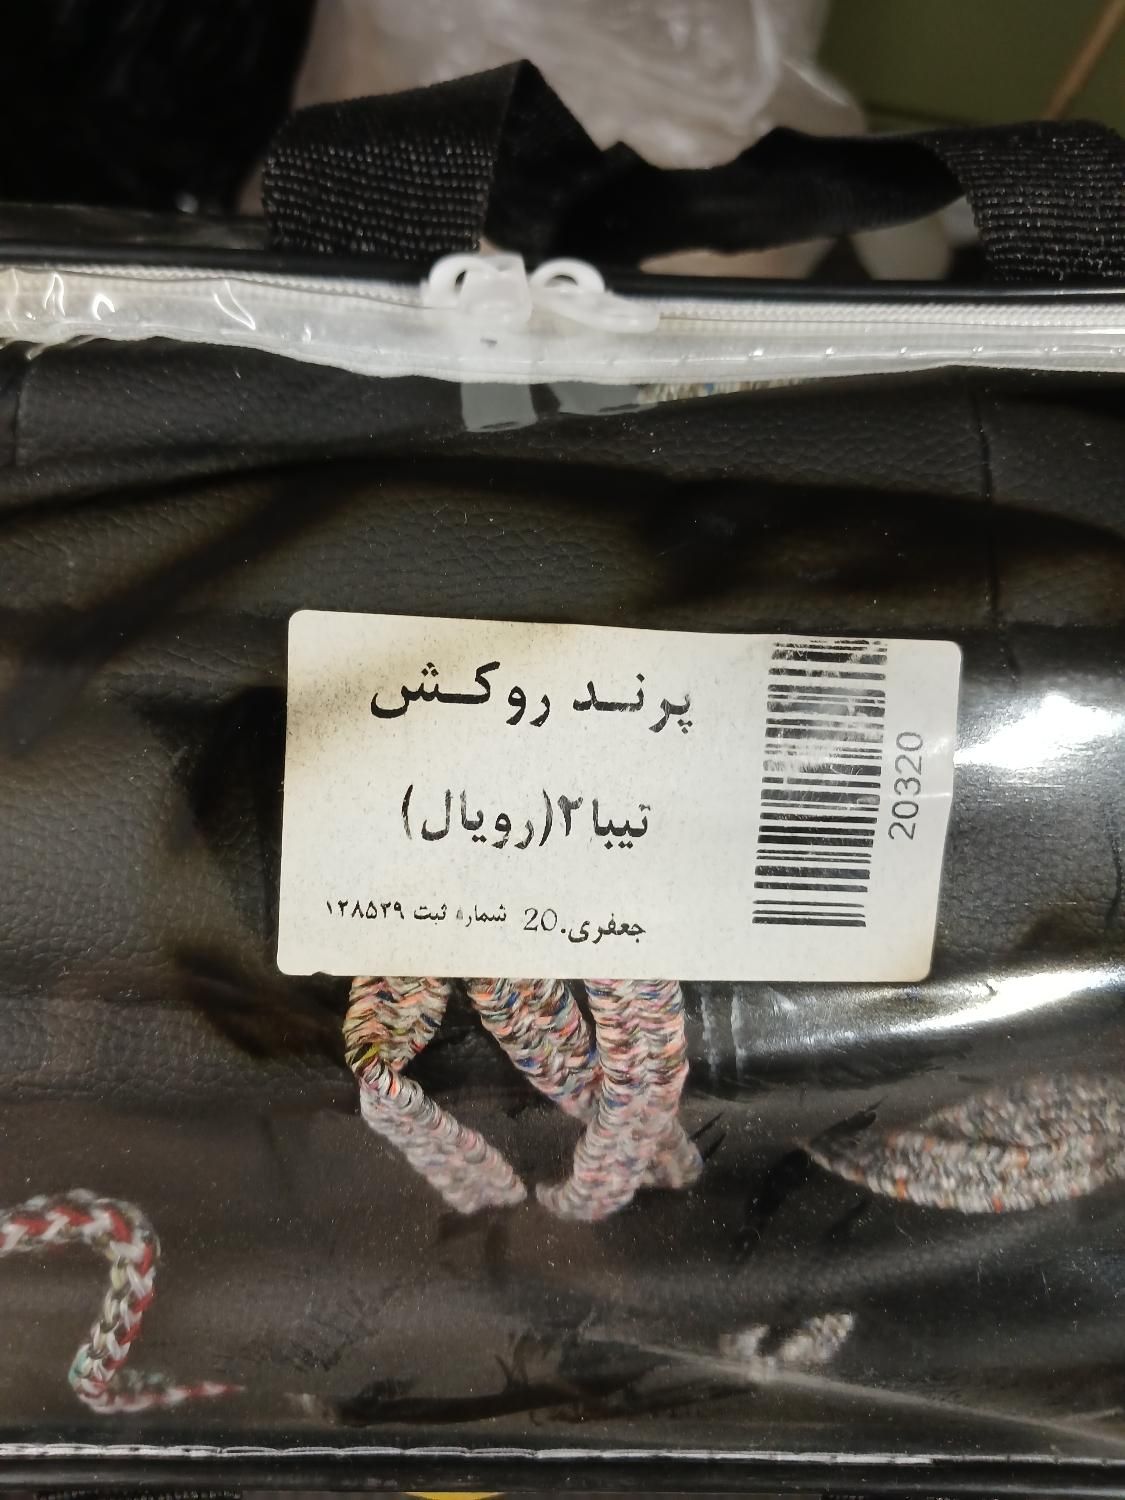 پرند روکش
تیبا۲(رویال)
جعفری.20 شماره ثبت ۱۲۸۵۳۹
20320